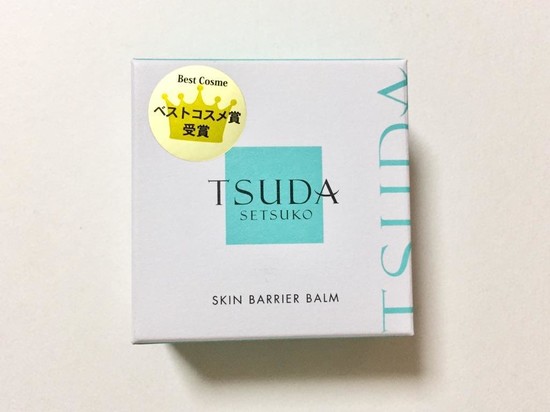 Best Cosme
ベストコスメ賞
受賞
TSUDA
SETSUKO
SKIN BARRIER BALM
TSUDA